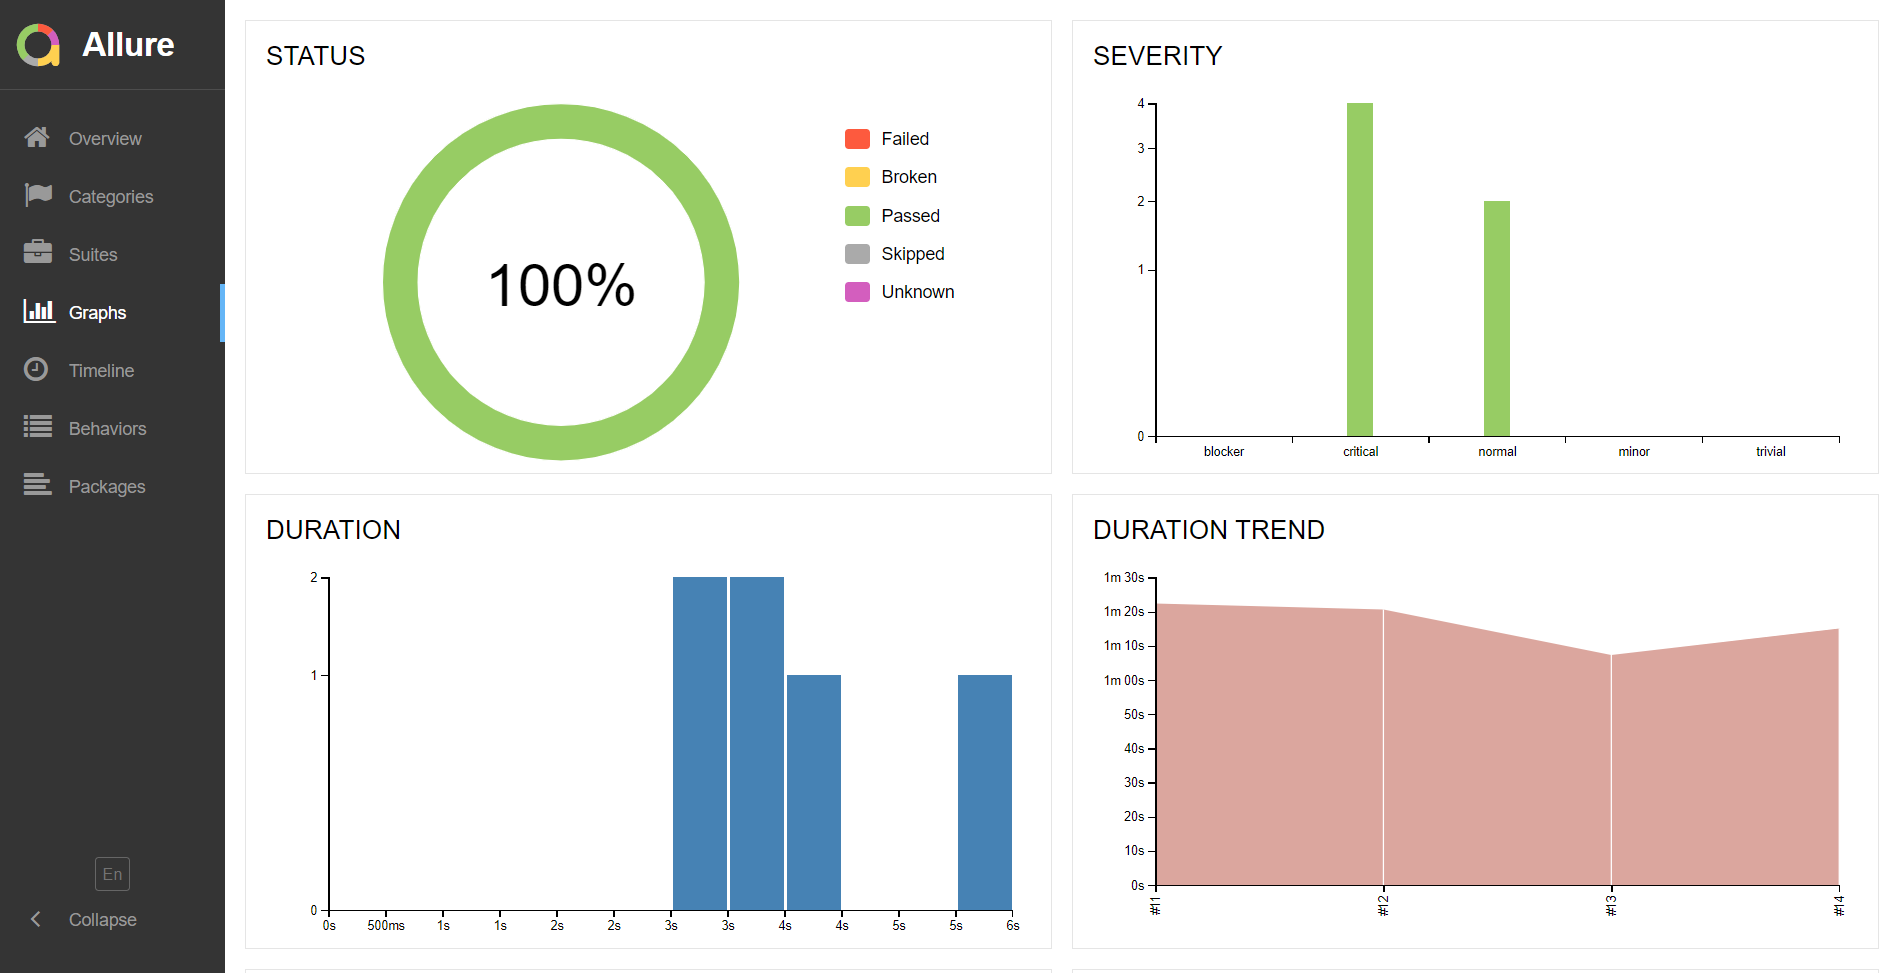 Allure
Overview
Categories
Suites
Graphs
Timeline
Behaviors
Packages
En
Collapse
STATUS
100%
Failed
Broken
Passed
Skipped
Unknown
SEVERITY
4
3
2
1
0
blocker critical normal minor trivial
DURATION
2
1
0
0s 500ms 1s 1s 2s 2s 3s 3s 4s 4s 5s 5s 6s
DURATION TREND
1m 30s
1m 20s
1m 10s
1m 00s
50s
40s
30s
20s
10s
0s
#11 #12 #13 #14